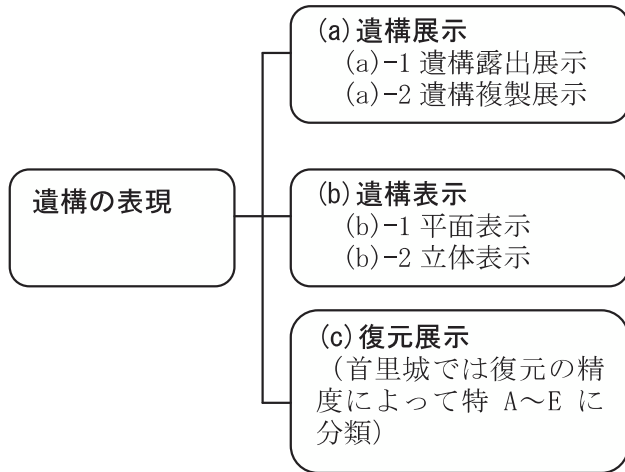 (a)遺構展示
(a)-1 遺構露出展示
(a)-2 遺構複製展示
遺構の表現
(b)遺構表示
(b)-1 平面表示
(b)-2 立体表示
(c)復元展示
（首里城では復元の精
度によって特 A～E に
分類）